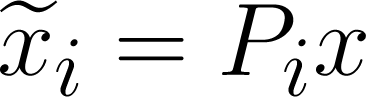 x̃ᵢ = Pᵢx